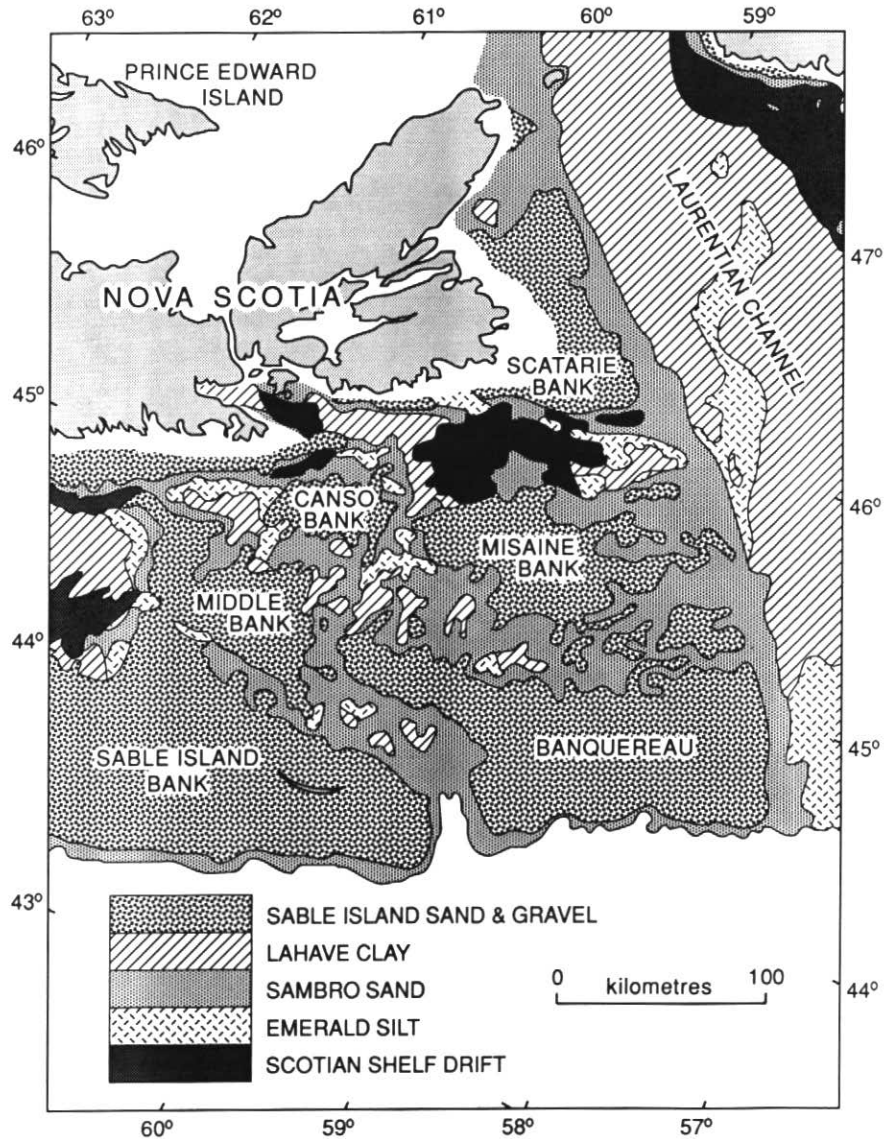 63° 62° 61° 60° 59°
PRINCE EDWARD
ISLAND
46°
LAURENTIAN CHANNEL
47°
NOVA SCOTIA
SCATARIE
BANK
45°
CANSO
BANK
46°
MISAINE
BANK
MIDDLE
BANK
44°
BANQUEREAU
45°
SABLE ISLAND
BANK
43°
SABLE ISLAND SAND & GRAVEL
LAHAVE CLAY
SAMBRO SAND
EMERALD SILT
SCOTIAN SHELF DRIFT
0 kilometres 100
44°
60° 59° 58° 57°